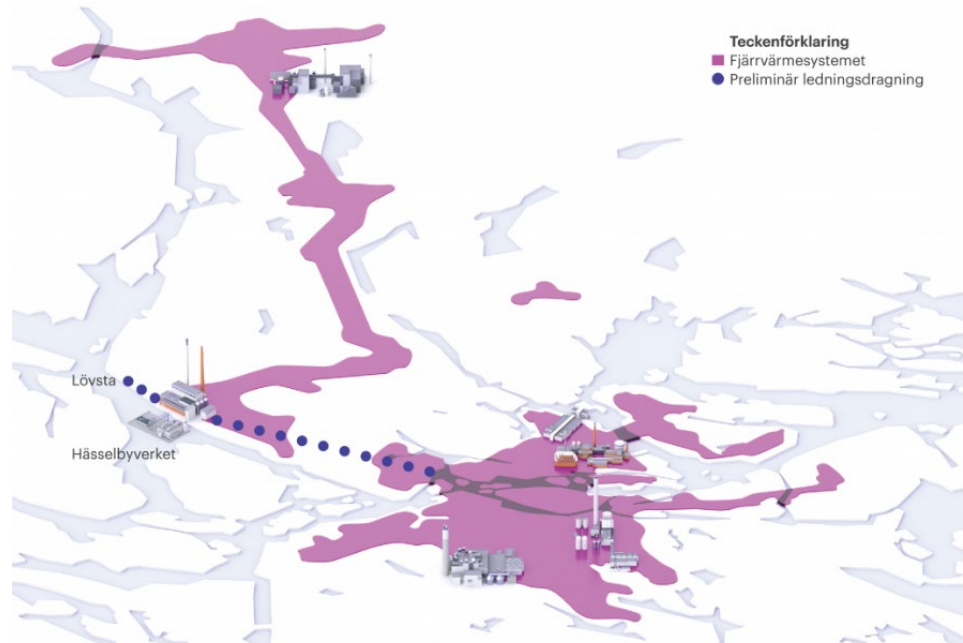 Teckenförklaring
Fjärrvärmesystemet
Preliminär ledningsdragning
Lövsta
Hässelbyverket